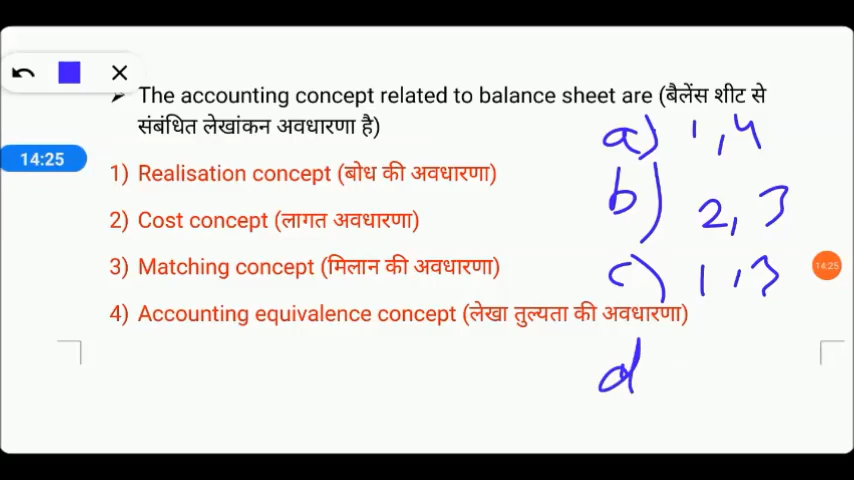 ➤ The accounting concept related to balance sheet are (बैलेंस शीट से
संबंधित लेखांकन अवधारणा है)
a) 1, 4
14:25
1) Realisation concept (बोध की अवधारणा)
b) 2, 3
2) Cost concept (लागत अवधारणा)
3) Matching concept (मिलान की अवधारणा)
c) 1, 3
14:25
4) Accounting equivalence concept (लेखा तुल्यता की अवधारणा)
d